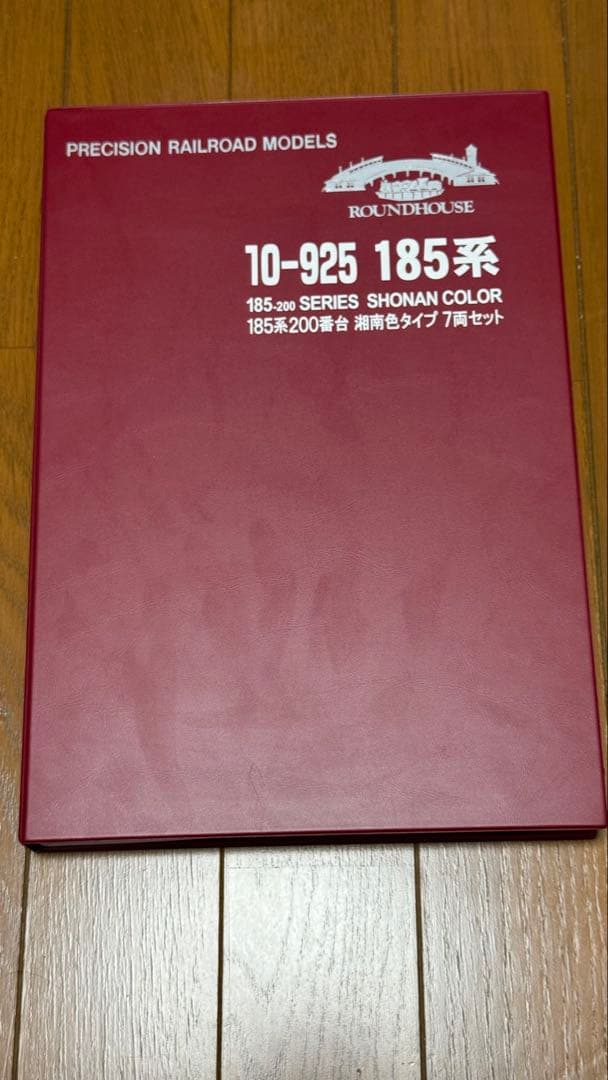 PRECISION RAILROAD MODELS
ROUNDHOUSE
10-925 185系
185-200 SERIES SHONAN COLOR
185系200番台 湘南色タイプ 7両セット